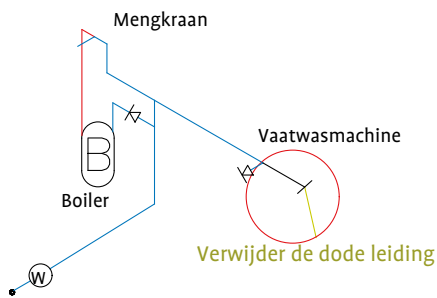 Mengkraan
Vaatwasmachine
B
Boiler
Verwijder de dode leiding
W